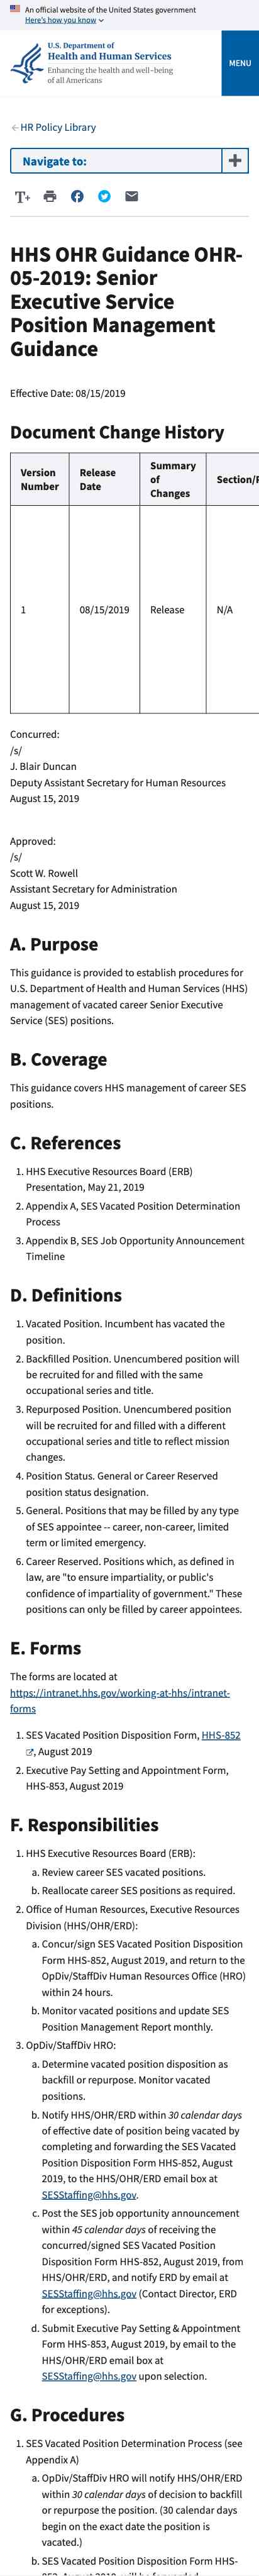 An official website of the United States government
Here's how you know
U.S. Department of
Health and Human Services
Enhancing the health and well-being
of all Americans
MENU
HR Policy Library
Navigate to:
HHS OHR Guidance OHR-
05-2019: Senior
Executive Service
Position Management
Guidance
Effective Date: 08/15/2019
Document Change History
Version Number
Release Date
Summary of Changes
Section/
1
08/15/2019
Release
N/A
Concurred:
/s/
J. Blair Duncan
Deputy Assistant Secretary for Human Resources
August 15, 2019
Approved:
/s/
Scott W. Rowell
Assistant Secretary for Administration
August 15, 2019
A. Purpose
This guidance is provided to establish procedures for
U.S. Department of Health and Human Services (HHS)
management of vacated career Senior Executive
Service (SES) positions.
B. Coverage
This guidance covers HHS management of career SES
positions.
C. References
1. HHS Executive Resources Board (ERB)
Presentation, May 21, 2019
2. Appendix A, SES Vacated Position Determination
Process
3. Appendix B, SES Job Opportunity Announcement
Timeline
D. Definitions
1. Vacated Position. Incumbent has vacated the
position.
2. Backfilled Position. Unencumbered position will
be recruited for and filled with the same
occupational series and title.
3. Repurposed Position. Unencumbered position
will be recruited for and filled with a different
occupational series and title to reflect mission
changes.
4. Position Status. General or Career Reserved
position status designation.
5. General. Positions that may be filled by any type
of SES appointee -- career, non-career, limited
term or limited emergency.
6. Career Reserved. Positions which, as defined in
law, are "to ensure impartiality, or public's
confidence of impartiality of government." These
positions can only be filled by career appointees.
E. Forms
The forms are located at
https://intranet.hhs.gov/working-at-hhs/intranet-
forms
1. SES Vacated Position Disposition Form, HHS-852
, August 2019
2. Executive Pay Setting and Appointment Form,
HHS-853, August 2019
F. Responsibilities
1. HHS Executive Resources Board (ERB):
a. Review career SES vacated positions.
b. Reallocate career SES positions as required.
2. Office of Human Resources, Executive Resources
Division (HHS/OHR/ERD):
a. Concur/sign SES Vacated Position Disposition
Form HHS-852, August 2019, and return to the
OpDiv/StaffDiv Human Resources Office (HRO)
within 24 hours.
b. Monitor vacated positions and update SES
Position Management Report monthly.
3. OpDiv/StaffDiv HRO:
a. Determine vacated position disposition as
backfill or repurpose. Monitor vacated
positions.
b. Notify HHS/OHR/ERD within 30 calendar days
of effective date of position being vacated by
completing and forwarding the SES Vacated
Position Disposition Form HHS-852, August
2019, to the HHS/OHR/ERD email box at
SESStaffing@hhs.gov.
c. Post the SES job opportunity announcement
within 45 calendar days of receiving the
concurred/signed SES Vacated Position
Disposition Form HHS-852, August 2019, from
HHS/OHR/ERD, and notify ERD by email at
SESStaffing@hhs.gov (Contact Director, ERD
for exceptions).
d. Submit Executive Pay Setting & Appointment
Form HHS-853, August 2019, by email to the
HHS/OHR/ERD email box at
SESStaffing@hhs.gov upon selection.
G. Procedures
1. SES Vacated Position Determination Process (see
Appendix A)
a. OpDiv/StaffDiv HRO will notify HHS/OHR/ERD
within 30 calendar days of decision to backfill
or repurpose the position. (30 calendar days
begin on the exact date the position is
vacated.)
b. SES Vacated Position Disposition Form HHS-